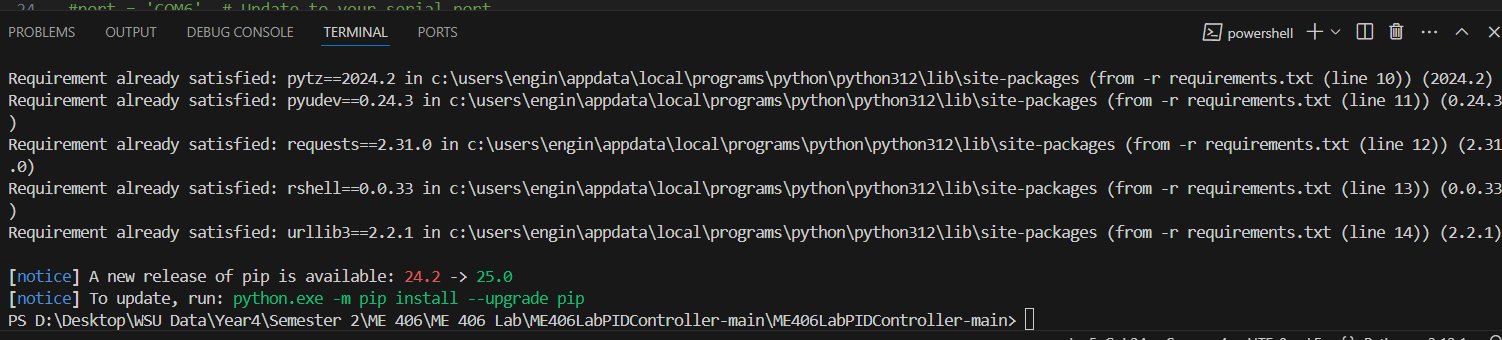 24 #port = 'COM6' # Update to your serial port
PROBLEMS OUTPUT DEBUG CONSOLE TERMINAL PORTS powershell
Requirement already satisfied: pytz==2024.2 in c:\users\engin\appdata\local\programs\python\python312\lib\site-packages (from -r requirements.txt (line 10)) (2024.2)
Requirement already satisfied: pyudev==0.24.3 in c:\users\engin\appdata\local\programs\python\python312\lib\site-packages (from -r requirements.txt (line 11)) (0.24.3
)
Requirement already satisfied: requests==2.31.0 in c:\users\engin\appdata\local\programs\python\python312\lib\site-packages (from -r requirements.txt (line 12)) (2.31
.0)
Requirement already satisfied: rshell==0.0.33 in c:\users\engin\appdata\local\programs\python\python312\lib\site-packages (from -r requirements.txt (line 13)) (0.0.33
)
Requirement already satisfied: urllib3==2.2.1 in c:\users\engin\appdata\local\programs\python\python312\lib\site-packages (from -r requirements.txt (line 14)) (2.2.1)
[notice] A new release of pip is available: 24.2 -> 25.0
[notice] To update, run: python.exe -m pip install --upgrade pip
PS D:\Desktop\WSU Data\Year4\Semester 2\ME 406\ME 406 Lab\ME406LabPIDController-main\ME406LabPIDController-main>